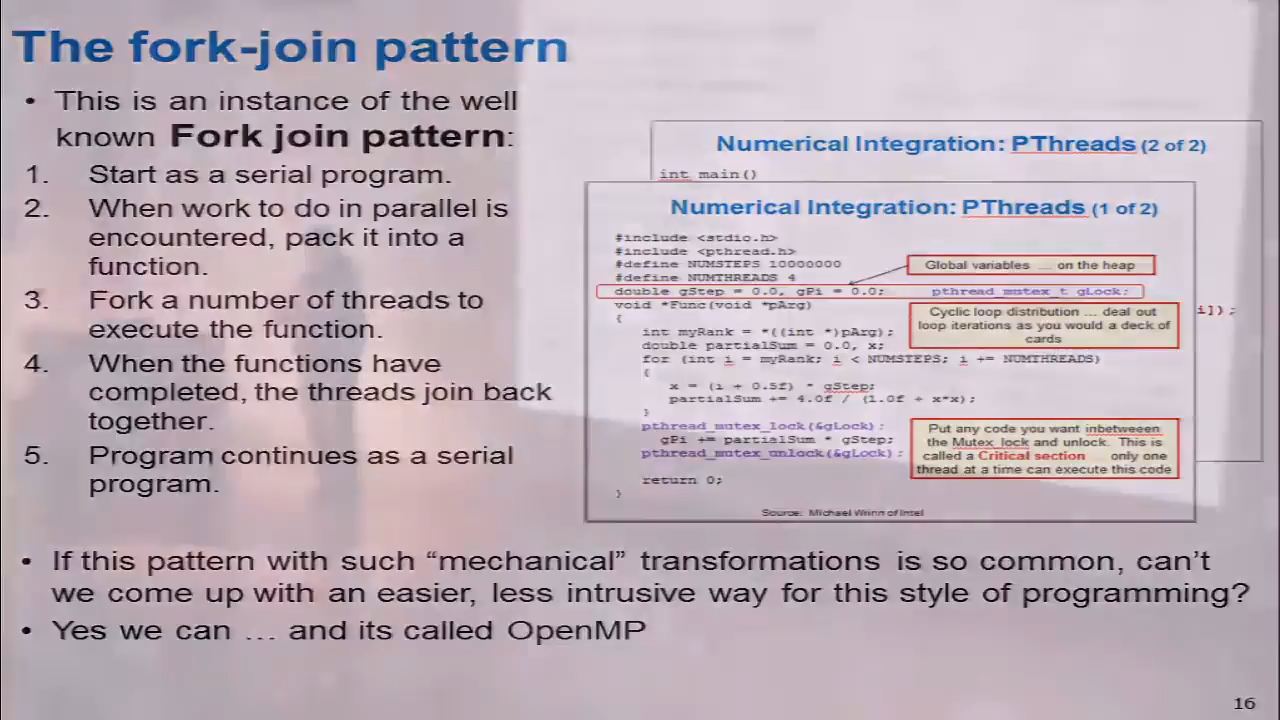 The fork-join pattern
• This is an instance of the well
known Fork join pattern:
1. Start as a serial program.
2. When work to do in parallel is
encountered, pack it into a
function.
3. Fork a number of threads to
execute the function.
4. When the functions have
completed, the threads join back
together.
5. Program continues as a serial
program.
Numerical Integration: PThreads (2 of 2)
int main()
i]);
Numerical Integration: PThreads (1 of 2)
#include <stdio.h>
#include <pthread.h>
#define NUMSTEPS 10000000
#define NUMTHREADS 4
double gStep = 0.0, gPi = 0.0; pthread_mutex_t gLock;
void *Func(void *pArg)
{
int myRank = *((int *)pArg);
double partialSum = 0.0, x;
for (int i = myRank; i < NUMSTEPS; i += NUMTHREADS)
{
x = (i + 0.5f) * gStep;
partialSum += 4.0f / (1.0f + x*x);
}
pthread_mutex_lock(&gLock);
gPi += partialSum * gStep;
pthread_mutex_unlock(&gLock);
return 0;
}
Global variables … on the heap
Cyclic loop distribution … deal out
loop iterations as you would a deck of
cards
Put any code you want inbetweeen
the Mutex lock and unlock. This is
called a Critical section … only one
thread at a time can execute this code
Source: Michael Wrinn of Intel
• If this pattern with such “mechanical” transformations is so common, can’t
we come up with an easier, less intrusive way for this style of programming?
• Yes we can … and its called OpenMP
16